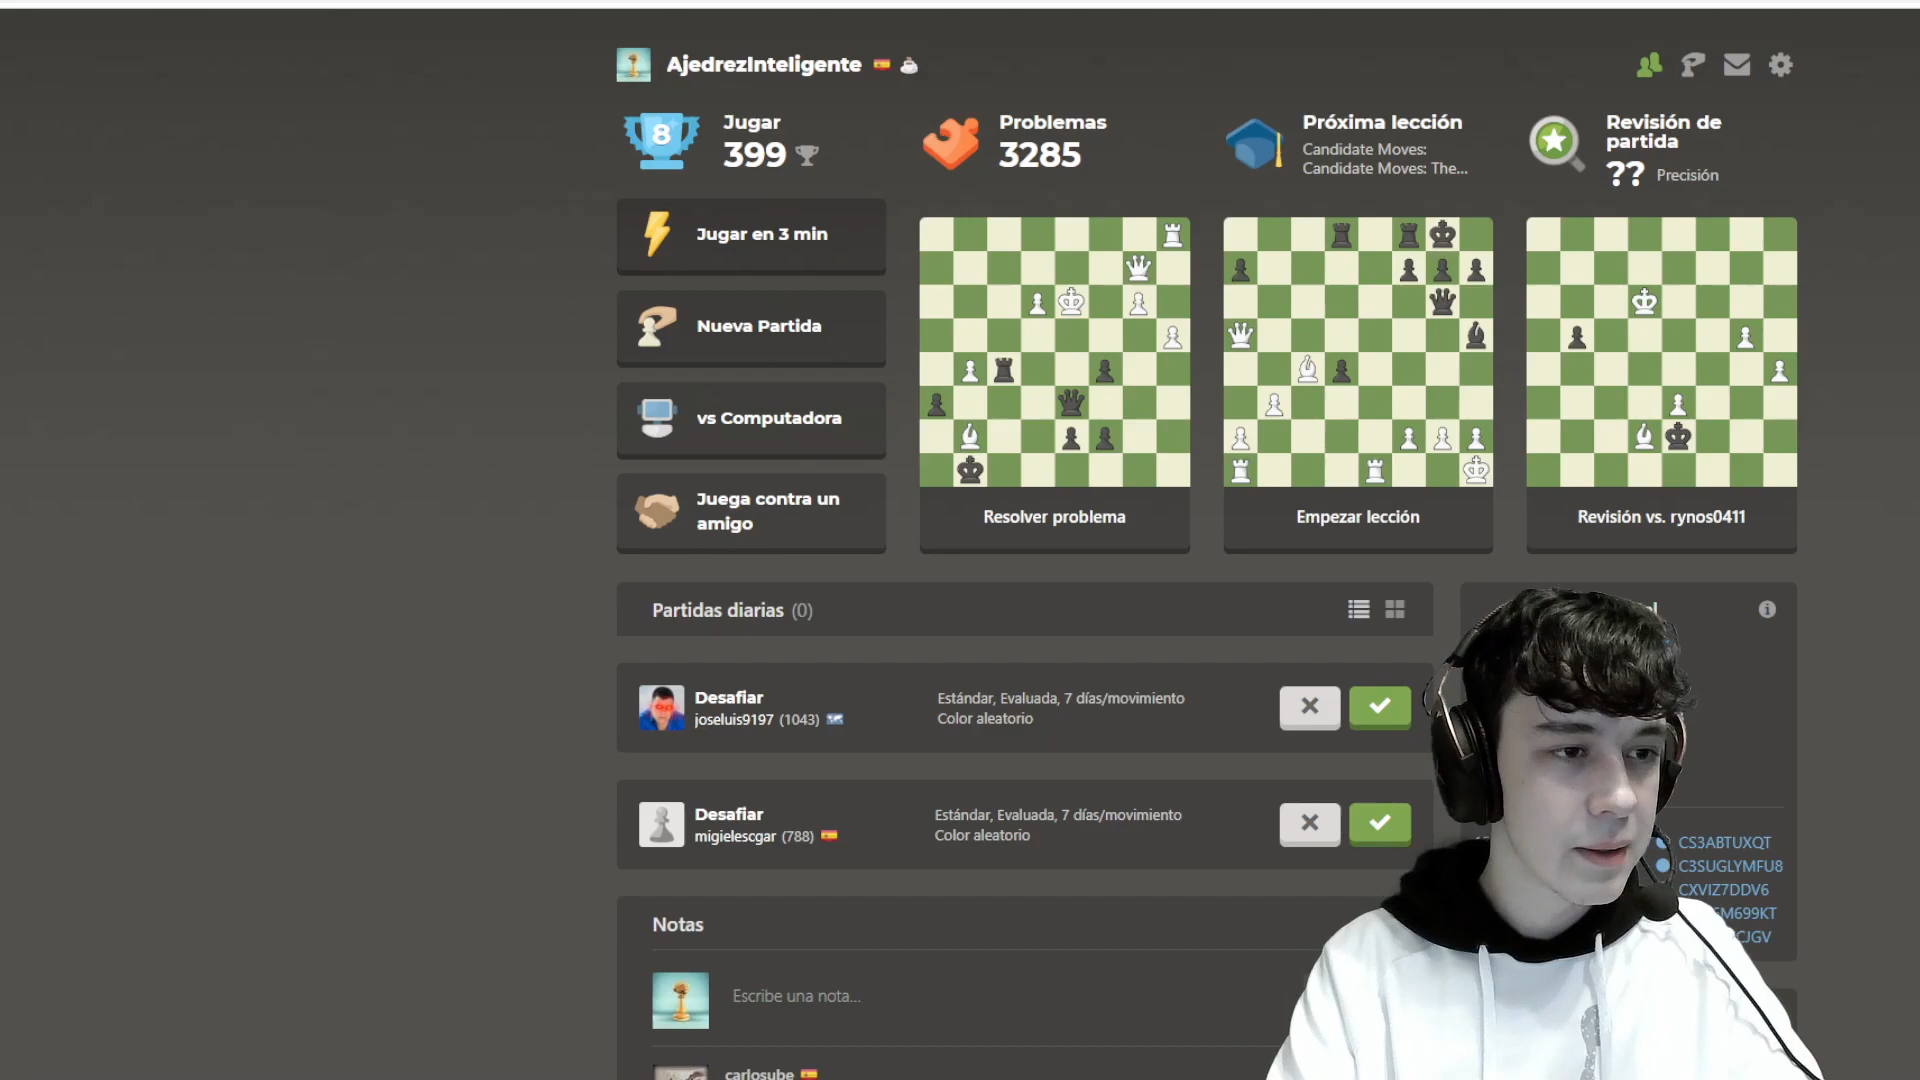 AjedrezInteligente
8
Jugar
399
Problemas
3285
Próxima lección
Candidate Moves:
Candidate Moves: The...
Revisión de
partida
?? Precisión
Jugar en 3 min
Nueva Partida
vs Computadora
Juega contra un
amigo
Resolver problema
Empezar lección
Revisión vs. rynos0411
Partidas diarias (0)
Desafiar
joseluis9197 (1043)
Estándar, Evaluada, 7 días/movimiento
Color aleatorio
Desafiar
migielescgar (788)
Estándar, Evaluada, 7 días/movimiento
Color aleatorio
CS3ABTUXQT
C3SUGLYMFU8
CXVIZ7DDV6
M699KT
CJGV
Notas
Escribe una nota...
carlosube